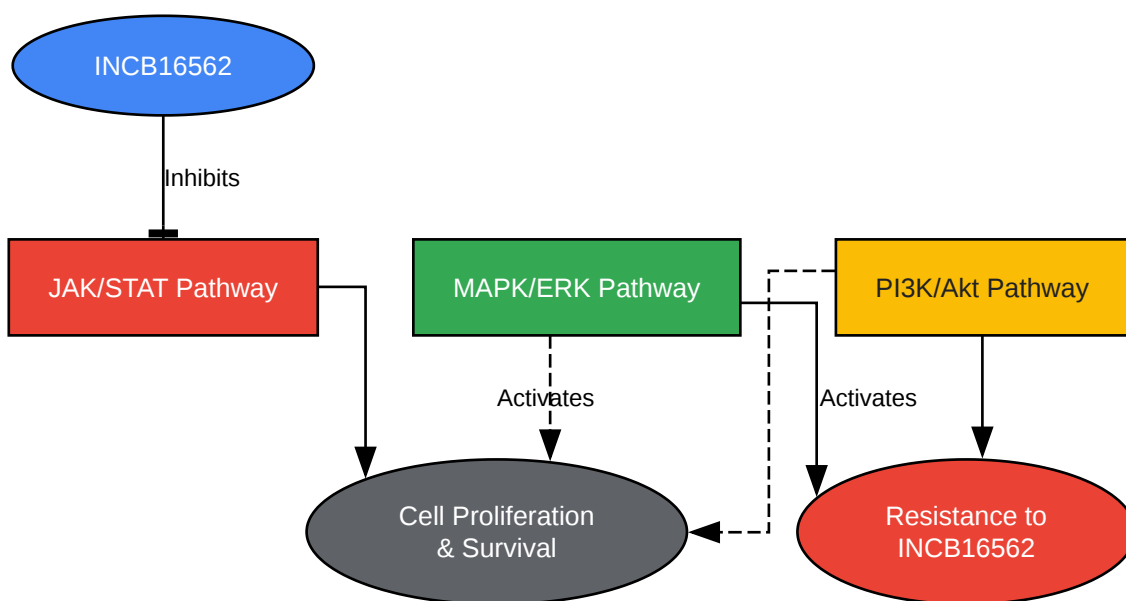 INCB16562
Inhibits
JAK/STAT Pathway
MAPK/ERK Pathway
PI3K/Akt Pathway
Activates
Activates
Cell Proliferation
& Survival
Resistance to
INCB16562